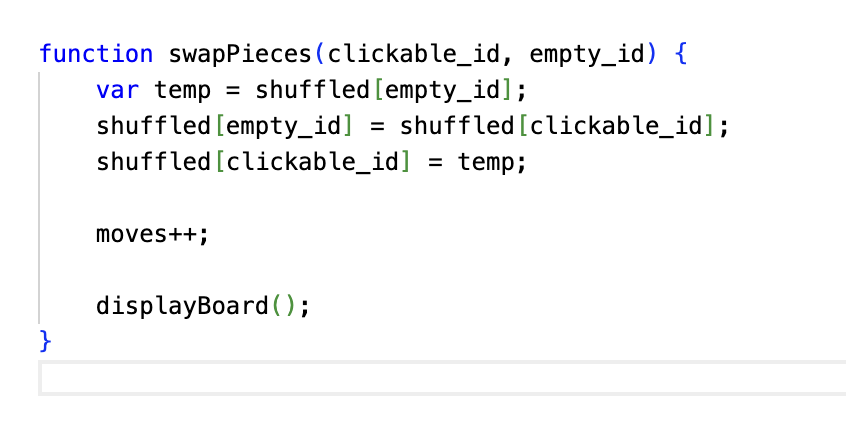 function swapPieces(clickable_id, empty_id) {
    var temp = shuffled[empty_id];
    shuffled[empty_id] = shuffled[clickable_id];
    shuffled[clickable_id] = temp;

    moves++;

    displayBoard();
}